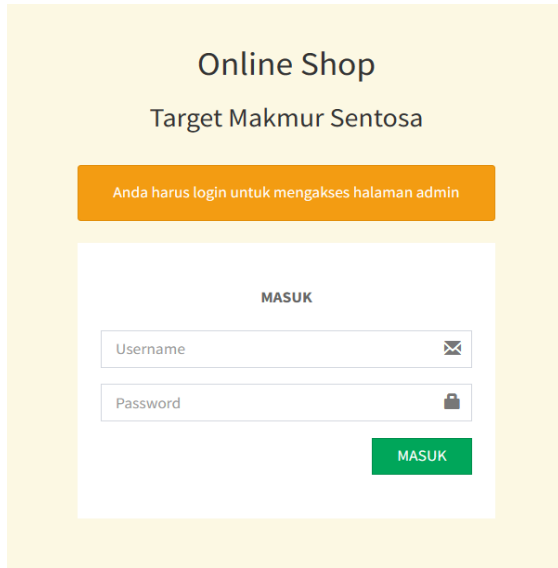 Online Shop
Target Makmur Sentosa
Anda harus login untuk mengakses halaman admin
MASUK
Username
Password
MASUK